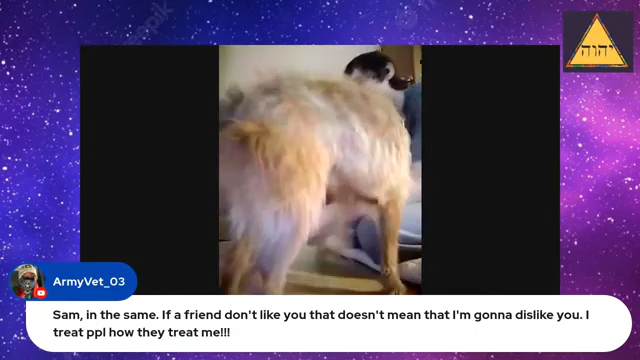 יהוה
ArmyVet_03
Sam, in the same. If a friend don't like you that doesn't mean that I'm gonna dislike you. I
treat ppl how they treat me!!!